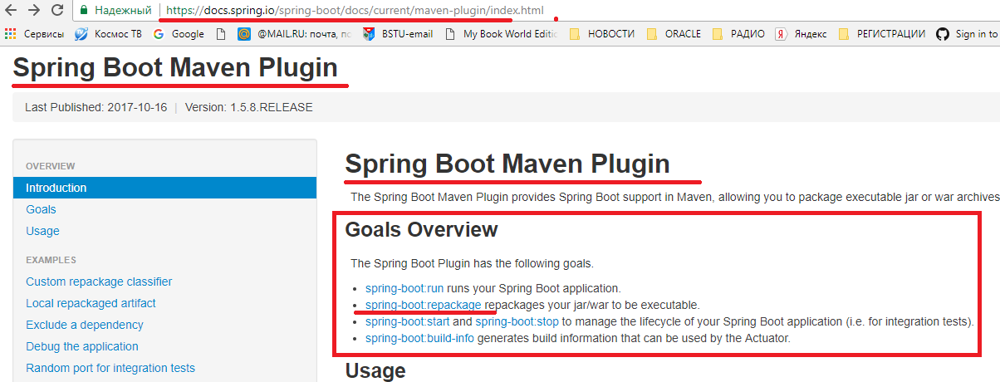 Надежный https://docs.spring.io/spring-boot/docs/current/maven-plugin/index.html
Сервисы Космос ТВ Google @MAIL.RU: почта, по BSTU-email My Book World Editic НОВОСТИ ORACLE РАДИО Яндекс РЕГИСТРАЦИИ Sign in to
Spring Boot Maven Plugin
Last Published: 2017-10-16 | Version: 1.5.8.RELEASE
OVERVIEW
Introduction
Goals
Usage
EXAMPLES
Custom repackage classifier
Local repackaged artifact
Exclude a dependency
Debug the application
Random port for integration tests
Spring Boot Maven Plugin
The Spring Boot Maven Plugin provides Spring Boot support in Maven, allowing you to package executable jar or war archives
Goals Overview
The Spring Boot Plugin has the following goals.
• spring-boot:run runs your Spring Boot application.
• spring-boot:repackage repackages your jar/war to be executable.
• spring-boot:start and spring-boot:stop to manage the lifecycle of your Spring Boot application (i.e. for integration tests).
• spring-boot:build-info generates build information that can be used by the Actuator.
Usage